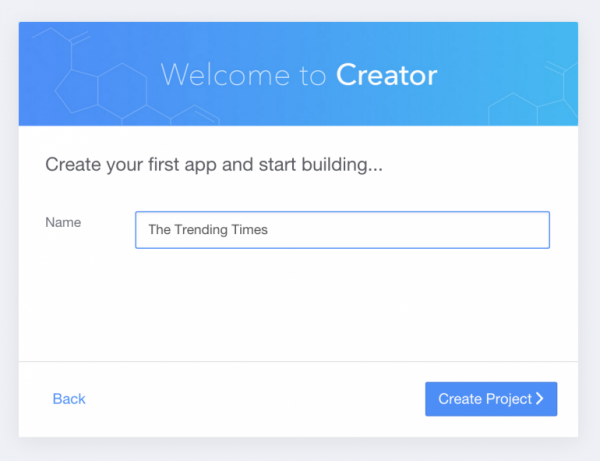 Welcome to Creator
Create your first app and start building...
Name
The Trending Times
Back
Create Project